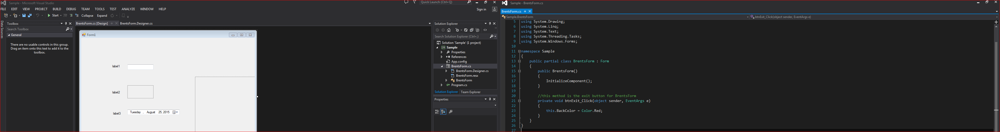 Sample - Microsoft Visual Studio
Quick Launch (Ctrl+Q)
FILE EDIT VIEW PROJECT BUILD DEBUG TEAM TOOLS TEST ANALYZE WINDOW HELP
Sign in
Start Collapse Expand
Data Sources
Toolbox
Search Toolbox
General
There are no usable controls in this group.
Drag an item onto this text to add it to the
toolbox.
BrentsForm.cs [Design] BrentsForm.Designer.cs
Form1
label1
label2
label3 Tuesday , August 25, 2015
Solution Explorer
Search Solution Explorer (Ctrl+;)
Solution 'Sample' (1 project)
Sample
Properties
References
App.config
BrentsForm.cs
BrentsForm.Designer.cs
BrentsForm.resx
BrentsForm
Program.cs
Solution Explorer Team Explorer
Properties
Sample - BrentsForm.cs
BrentsForm.cs
Sample.BrentsForm btnExit_Click(object sender, EventArgs e)
5 using System.Drawing;
6 using System.Linq;
7 using System.Text;
8 using System.Threading.Tasks;
9 using System.Windows.Forms;
10
11 namespace Sample
12 {
13 public partial class BrentsForm : Form
14 {
15 public BrentsForm()
16 {
17 InitializeComponent();
18 }
19
20 //this method is the exit button for BrentsForm
21 private void btnExit_Click(object sender, EventArgs e)
22 {
23 this.BackColor = Color.Red;
24 }
25 }
26 }
27